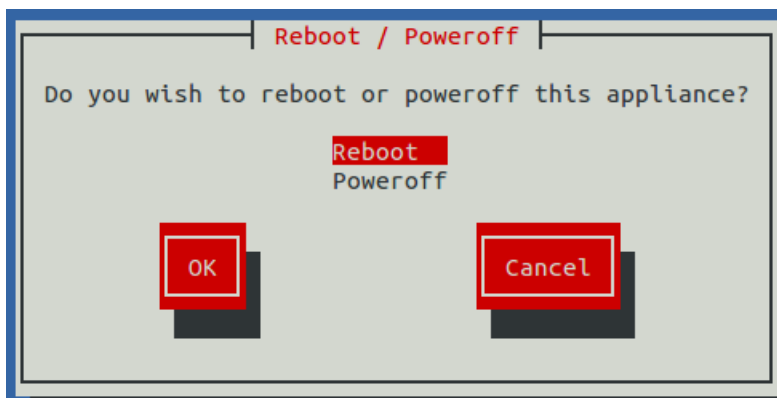 Reboot / Poweroff
Do you wish to reboot or poweroff this appliance?
Reboot
Poweroff
OK
Cancel